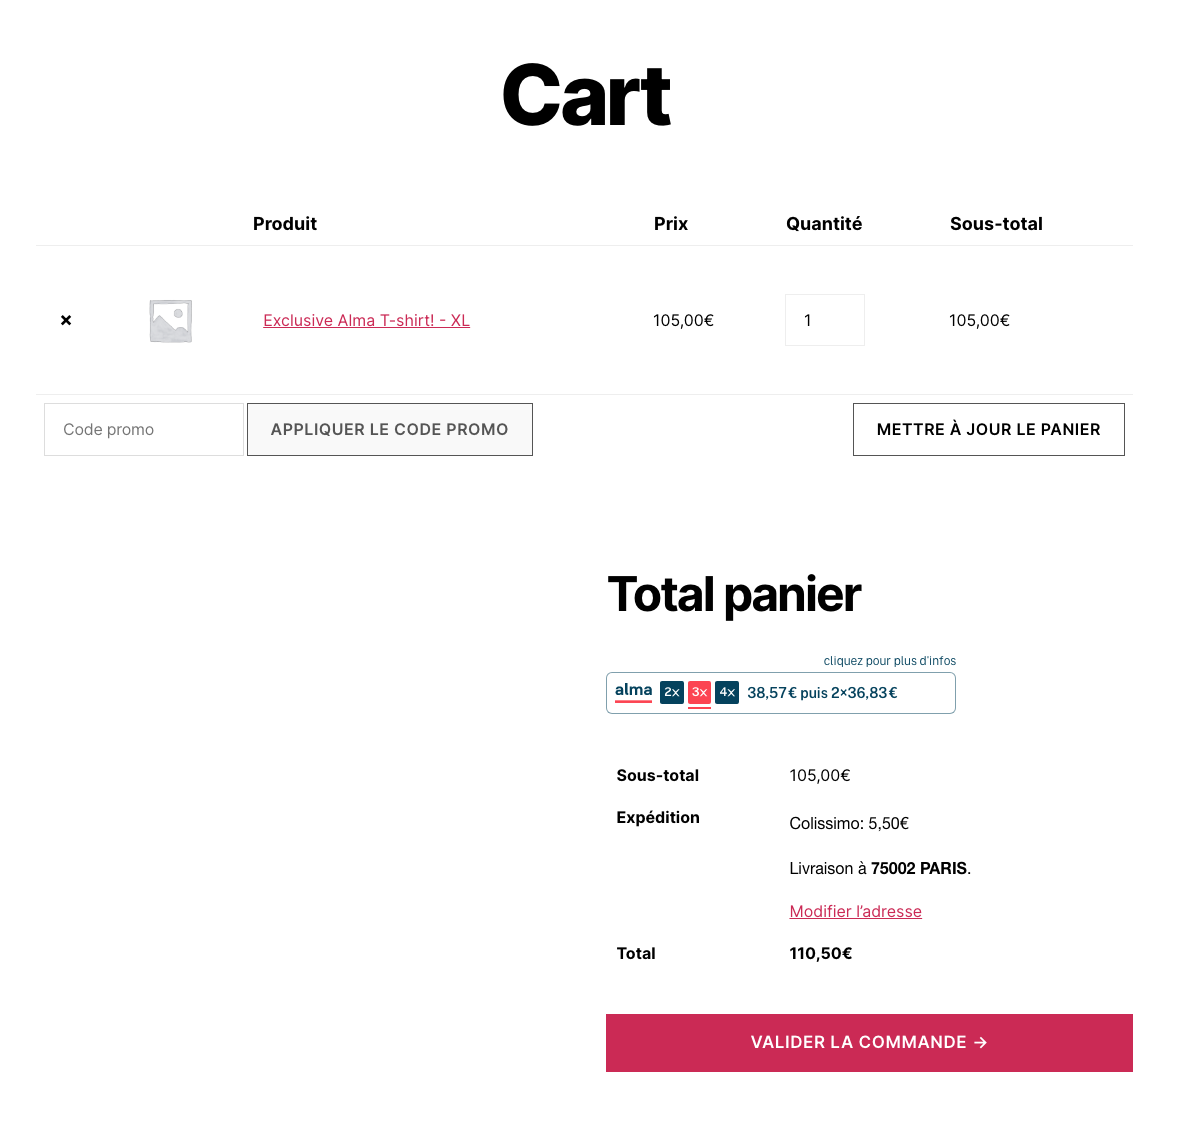 Cart
Produit Prix Quantité Sous-total
× Exclusive Alma T-shirt! - XL 105,00€ 1 105,00€
Code promo APPLIQUER LE CODE PROMO METTRE À JOUR LE PANIER
Total panier
cliquez pour plus d'infos
alma 2x 3x 4x 38,57€ puis 2×36,83€
Sous-total 105,00€
Expédition Colissimo: 5,50€
Livraison à 75002 PARIS.
Modifier l’adresse
Total 110,50€
VALIDER LA COMMANDE →